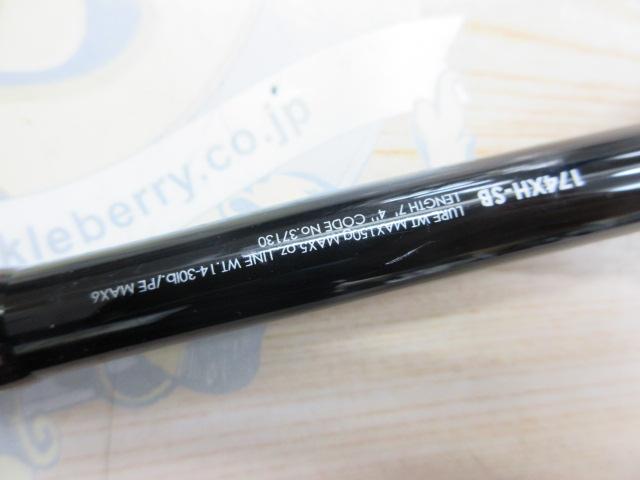 174XH-SB
LENGTH 7' 4" CODE No.37130
LURE WT.MAX150g MAX5.oz. LINE WT.14-30lb./PE MAX6
kleberry.co.jp